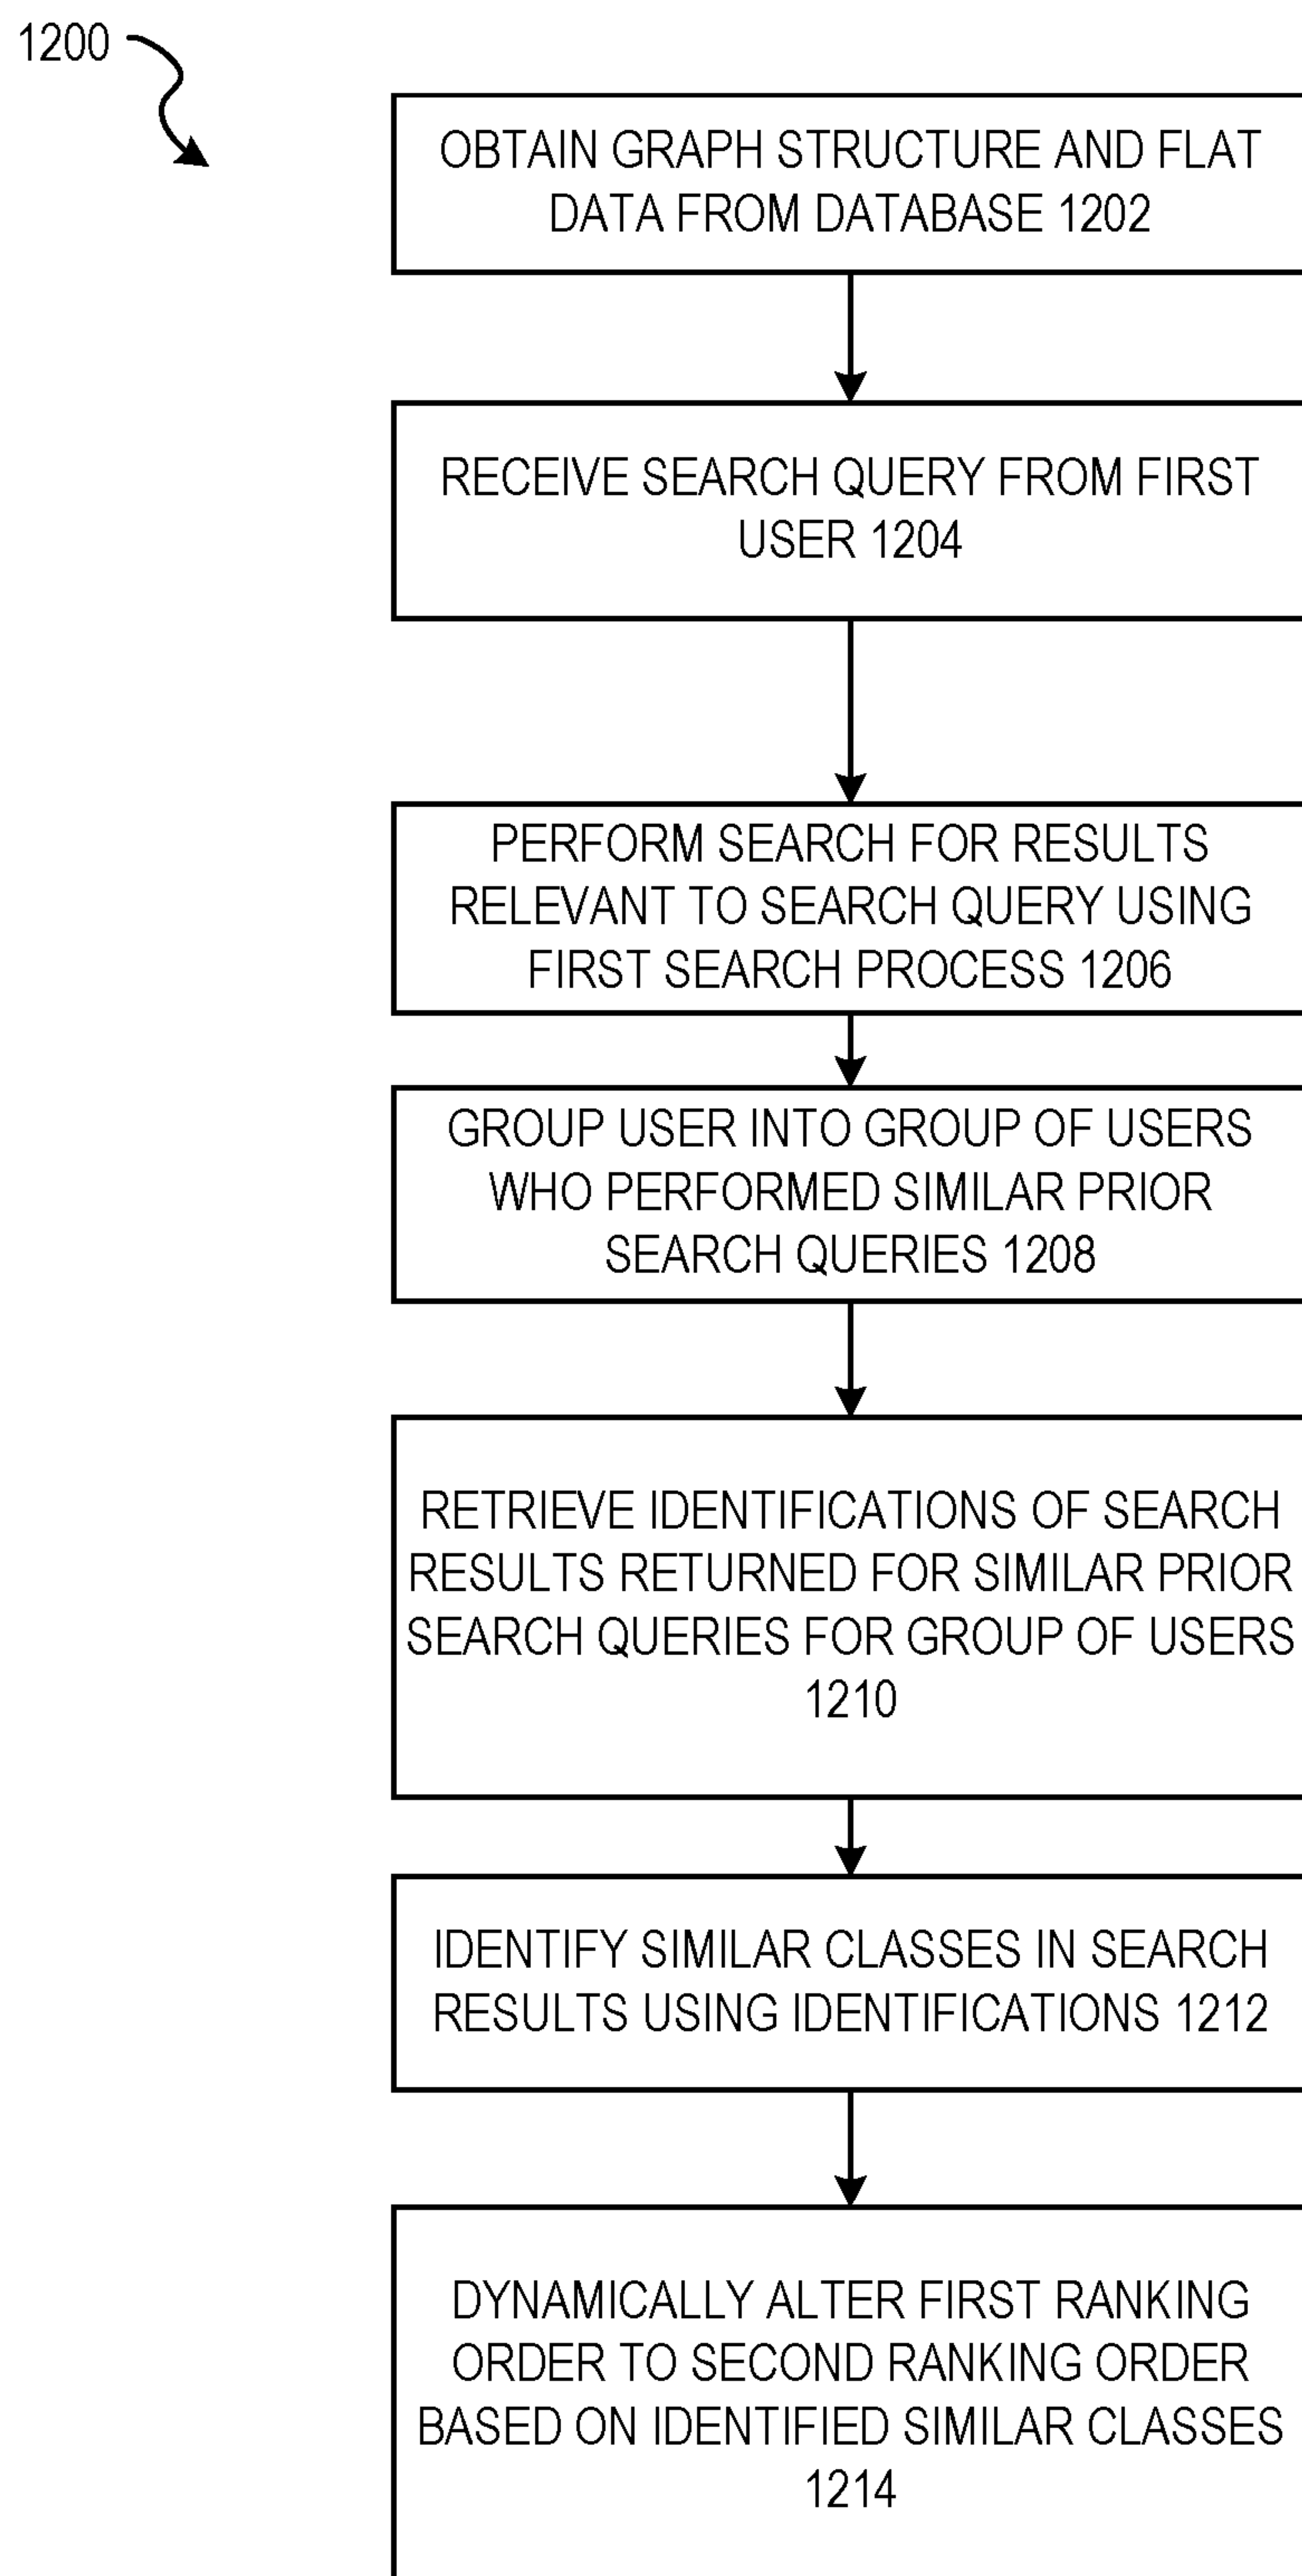 1200
OBTAIN GRAPH STRUCTURE AND FLAT
DATA FROM DATABASE 1202
RECEIVE SEARCH QUERY FROM FIRST
USER 1204
PERFORM SEARCH FOR RESULTS
RELEVANT TO SEARCH QUERY USING
FIRST SEARCH PROCESS 1206
GROUP USER INTO GROUP OF USERS
WHO PERFORMED SIMILAR PRIOR
SEARCH QUERIES 1208
RETRIEVE IDENTIFICATIONS OF SEARCH
RESULTS RETURNED FOR SIMILAR PRIOR
SEARCH QUERIES FOR GROUP OF USERS
1210
IDENTIFY SIMILAR CLASSES IN SEARCH
RESULTS USING IDENTIFICATIONS 1212
DYNAMICALLY ALTER FIRST RANKING
ORDER TO SECOND RANKING ORDER
BASED ON IDENTIFIED SIMILAR CLASSES
1214